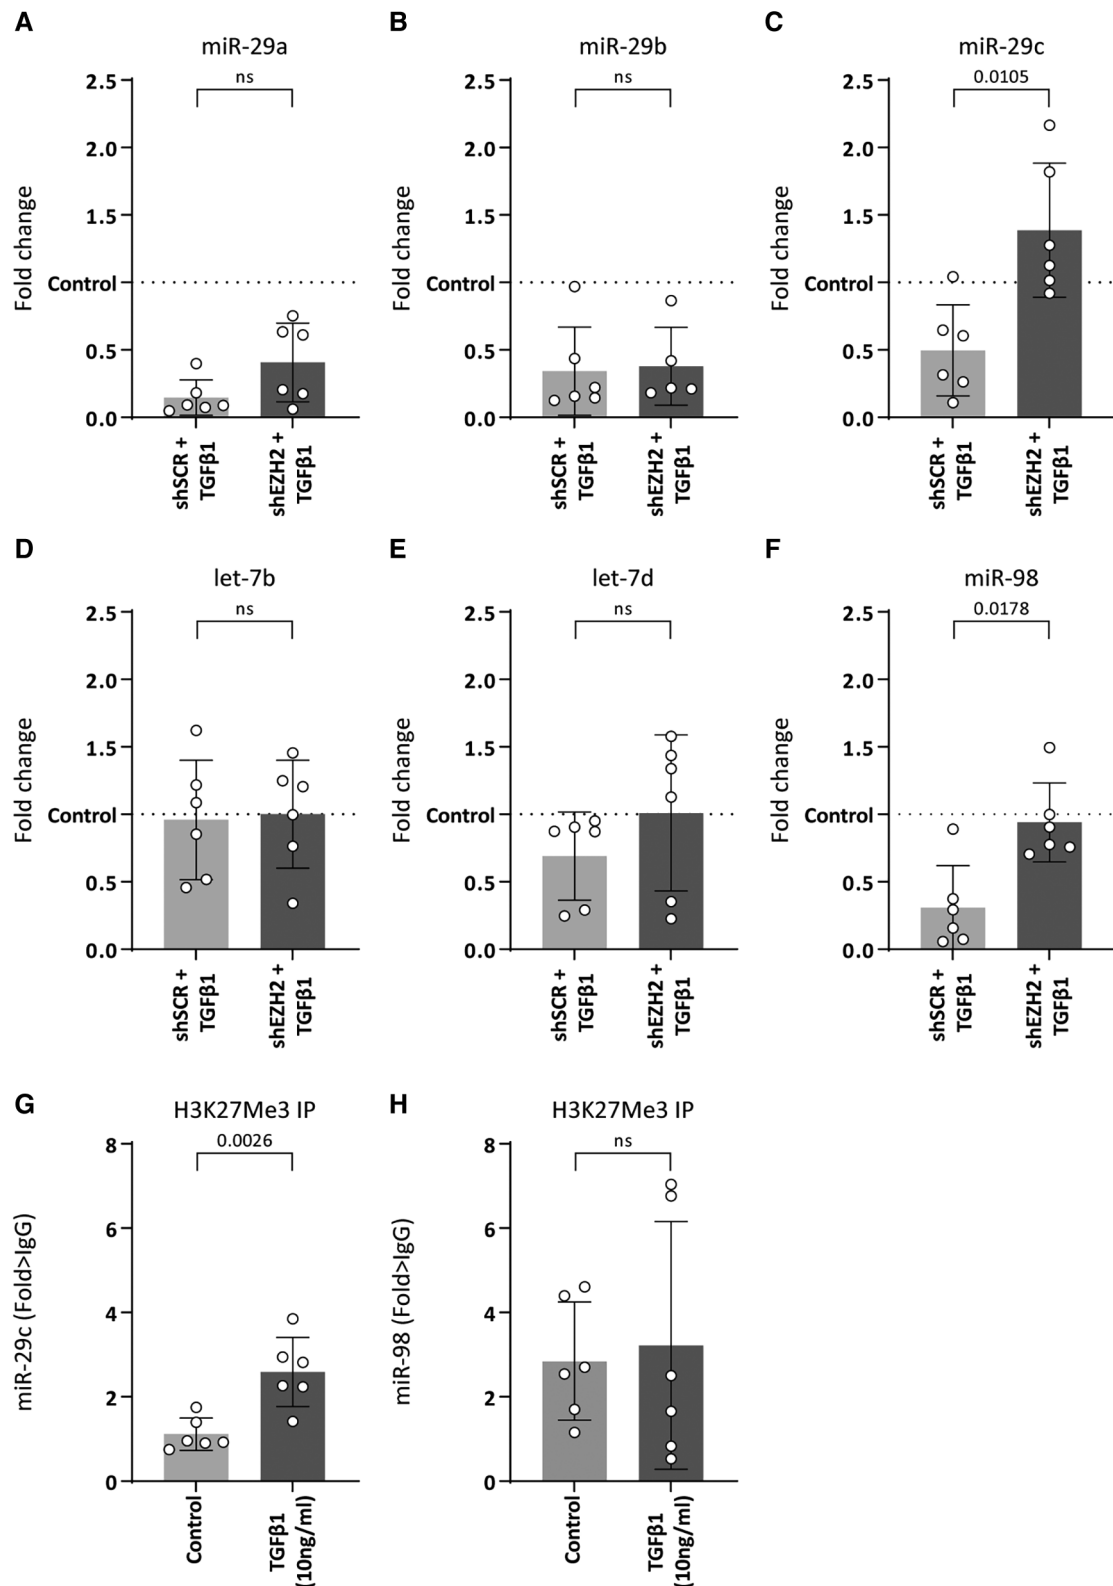 A
miR-29a
ns
2.5
2.0
1.5
Control
0.5
0.0
Fold change
shSCR +
TGFβ1
shEZH2 +
TGFβ1
B
miR-29b
ns
2.5
2.0
1.5
Control
0.5
0.0
Fold change
shSCR +
TGFβ1
shEZH2 +
TGFβ1
C
miR-29c
0.0105
2.5
2.0
1.5
Control
0.5
0.0
Fold change
shSCR +
TGFβ1
shEZH2 +
TGFβ1
D
let-7b
ns
2.5
2.0
1.5
Control
0.5
0.0
Fold change
shSCR +
TGFβ1
shEZH2 +
TGFβ1
E
let-7d
ns
2.5
2.0
1.5
Control
0.5
0.0
Fold change
shSCR +
TGFβ1
shEZH2 +
TGFβ1
F
miR-98
0.0178
2.5
2.0
1.5
Control
0.5
0.0
Fold change
shSCR +
TGFβ1
shEZH2 +
TGFβ1
G
H3K27Me3 IP
0.0026
8
6
4
2
0
miR-29c (Fold>IgG)
Control
TGFβ1
(10ng/ml)
H
H3K27Me3 IP
ns
8
6
4
2
0
miR-98 (Fold>IgG)
Control
TGFβ1
(10ng/ml)